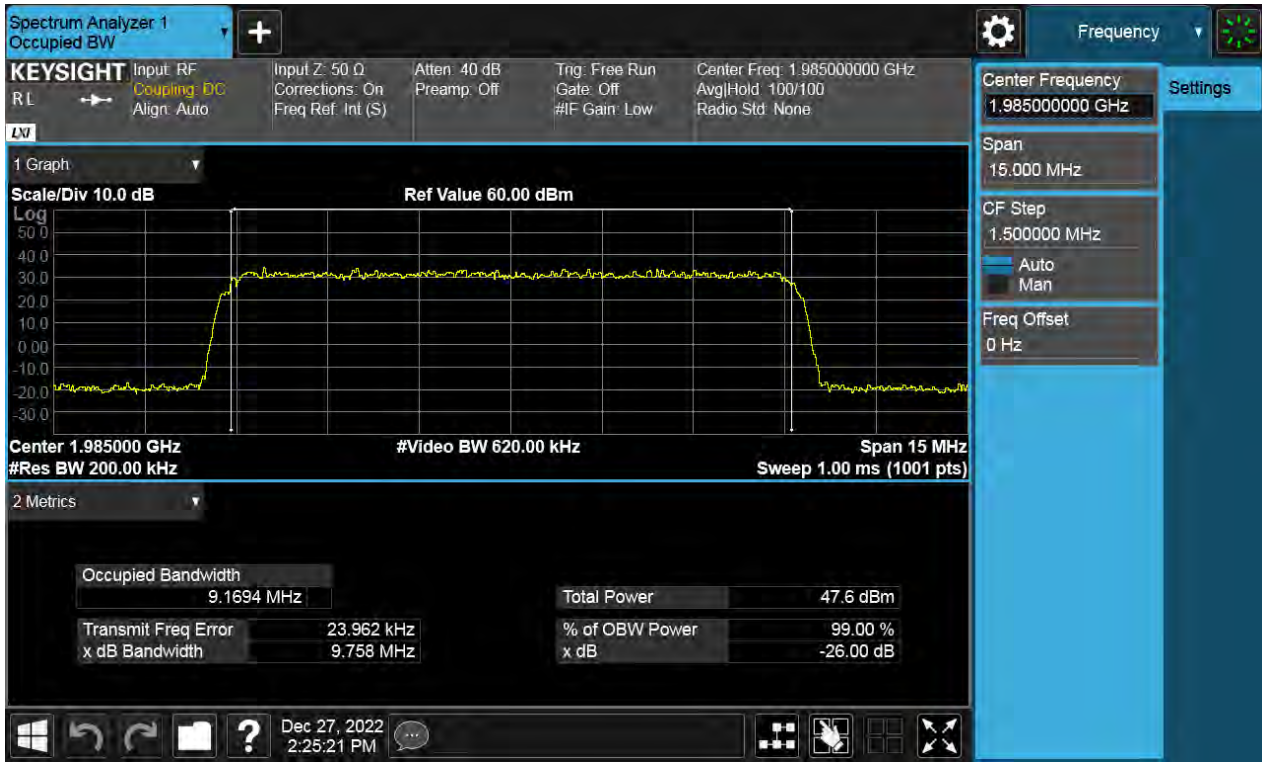 Spectrum Analyzer 1
Occupied BW
+
Frequency
KEYSIGHT
R L
LXI
Input: RF
Coupling: DC
Align: Auto
Input Z: 50 Ω
Corrections: On
Freq Ref: Int (S)
Atten: 40 dB
Preamp: Off
Trig: Free Run
Gate: Off
#IF Gain: Low
Center Freq: 1.985000000 GHz
Avg|Hold: 100/100
Radio Std: None
1 Graph
Scale/Div 10.0 dB
Ref Value 60.00 dBm
Log
50.0
40.0
30.0
20.0
10.0
0.00
-10.0
-20.0
-30.0
Center 1.985000 GHz
#Video BW 620.00 kHz
Span 15 MHz
#Res BW 200.00 kHz
Sweep 1.00 ms (1001 pts)
2 Metrics
Occupied Bandwidth
9.1694 MHz
Transmit Freq Error 23.962 kHz
x dB Bandwidth 9.758 MHz
Total Power 47.6 dBm
% of OBW Power 99.00 %
x dB -26.00 dB
?
Dec 27, 2022
2:25:21 PM
Center Frequency
1.985000000 GHz
Settings
Span
15.000 MHz
CF Step
1.500000 MHz
Auto
Man
Freq Offset
0 Hz